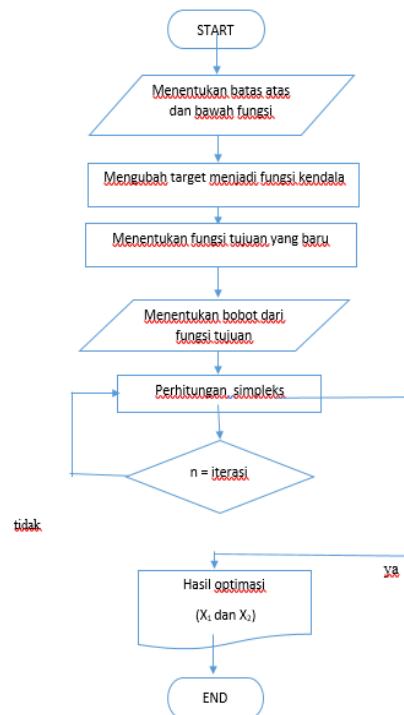 START
Menentukan batas atas
dan bawah fungsi
Mengubah target menjadi fungsi kendala
Menentukan fungsi tujuan yang baru
Menentukan bobot dari
fungsi tujuan
Perhitungan simpleks
n = iterasi
tidak
ya
Hasil optimasi
(X₁ dan X₂)
END